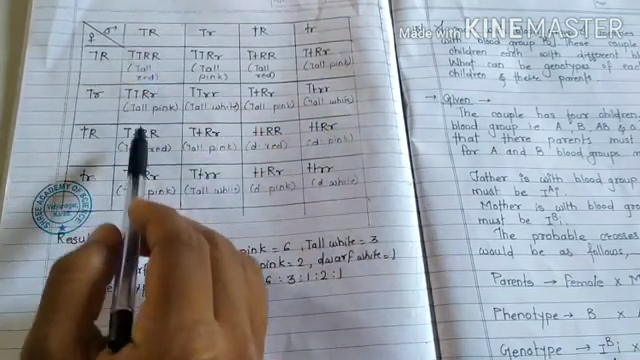 Made with KINEMASTER
♀ ♂ TR Tr tR tr
TR TTRR TTRr TtRR TtRr
(Tall red) (Tall pink) (Tall red) (Tall pink)
Tr TTRr TTrr TtRr Ttrr
(Tall pink) (Tall white) (Tall pink) (Tall white)
tR TtRR TtRr ttRR ttRr
red) (Tall pink) (d. red) (d. pink)
tr Ttrr ttRr ttrr
pink) (Tall white) (d. pink) (d. white)
pink = 6, Tall white = 3
pink = 2, dwarf white = 1
6 : 3 : 1 : 2 : 1
with blood group B. These couple
children each with different bl
What can be genotypes of eac
children & their parents.
→ Given →
The couple has four children
blood group i.e. A, B, AB & O
that these parents must
for A and B blood groups
Father is with blood group
must be
Mother is with blood gro
must be
The probable crosses
would be as follows,
Parents → Female × M
Phenotype → B ×
Genotype →